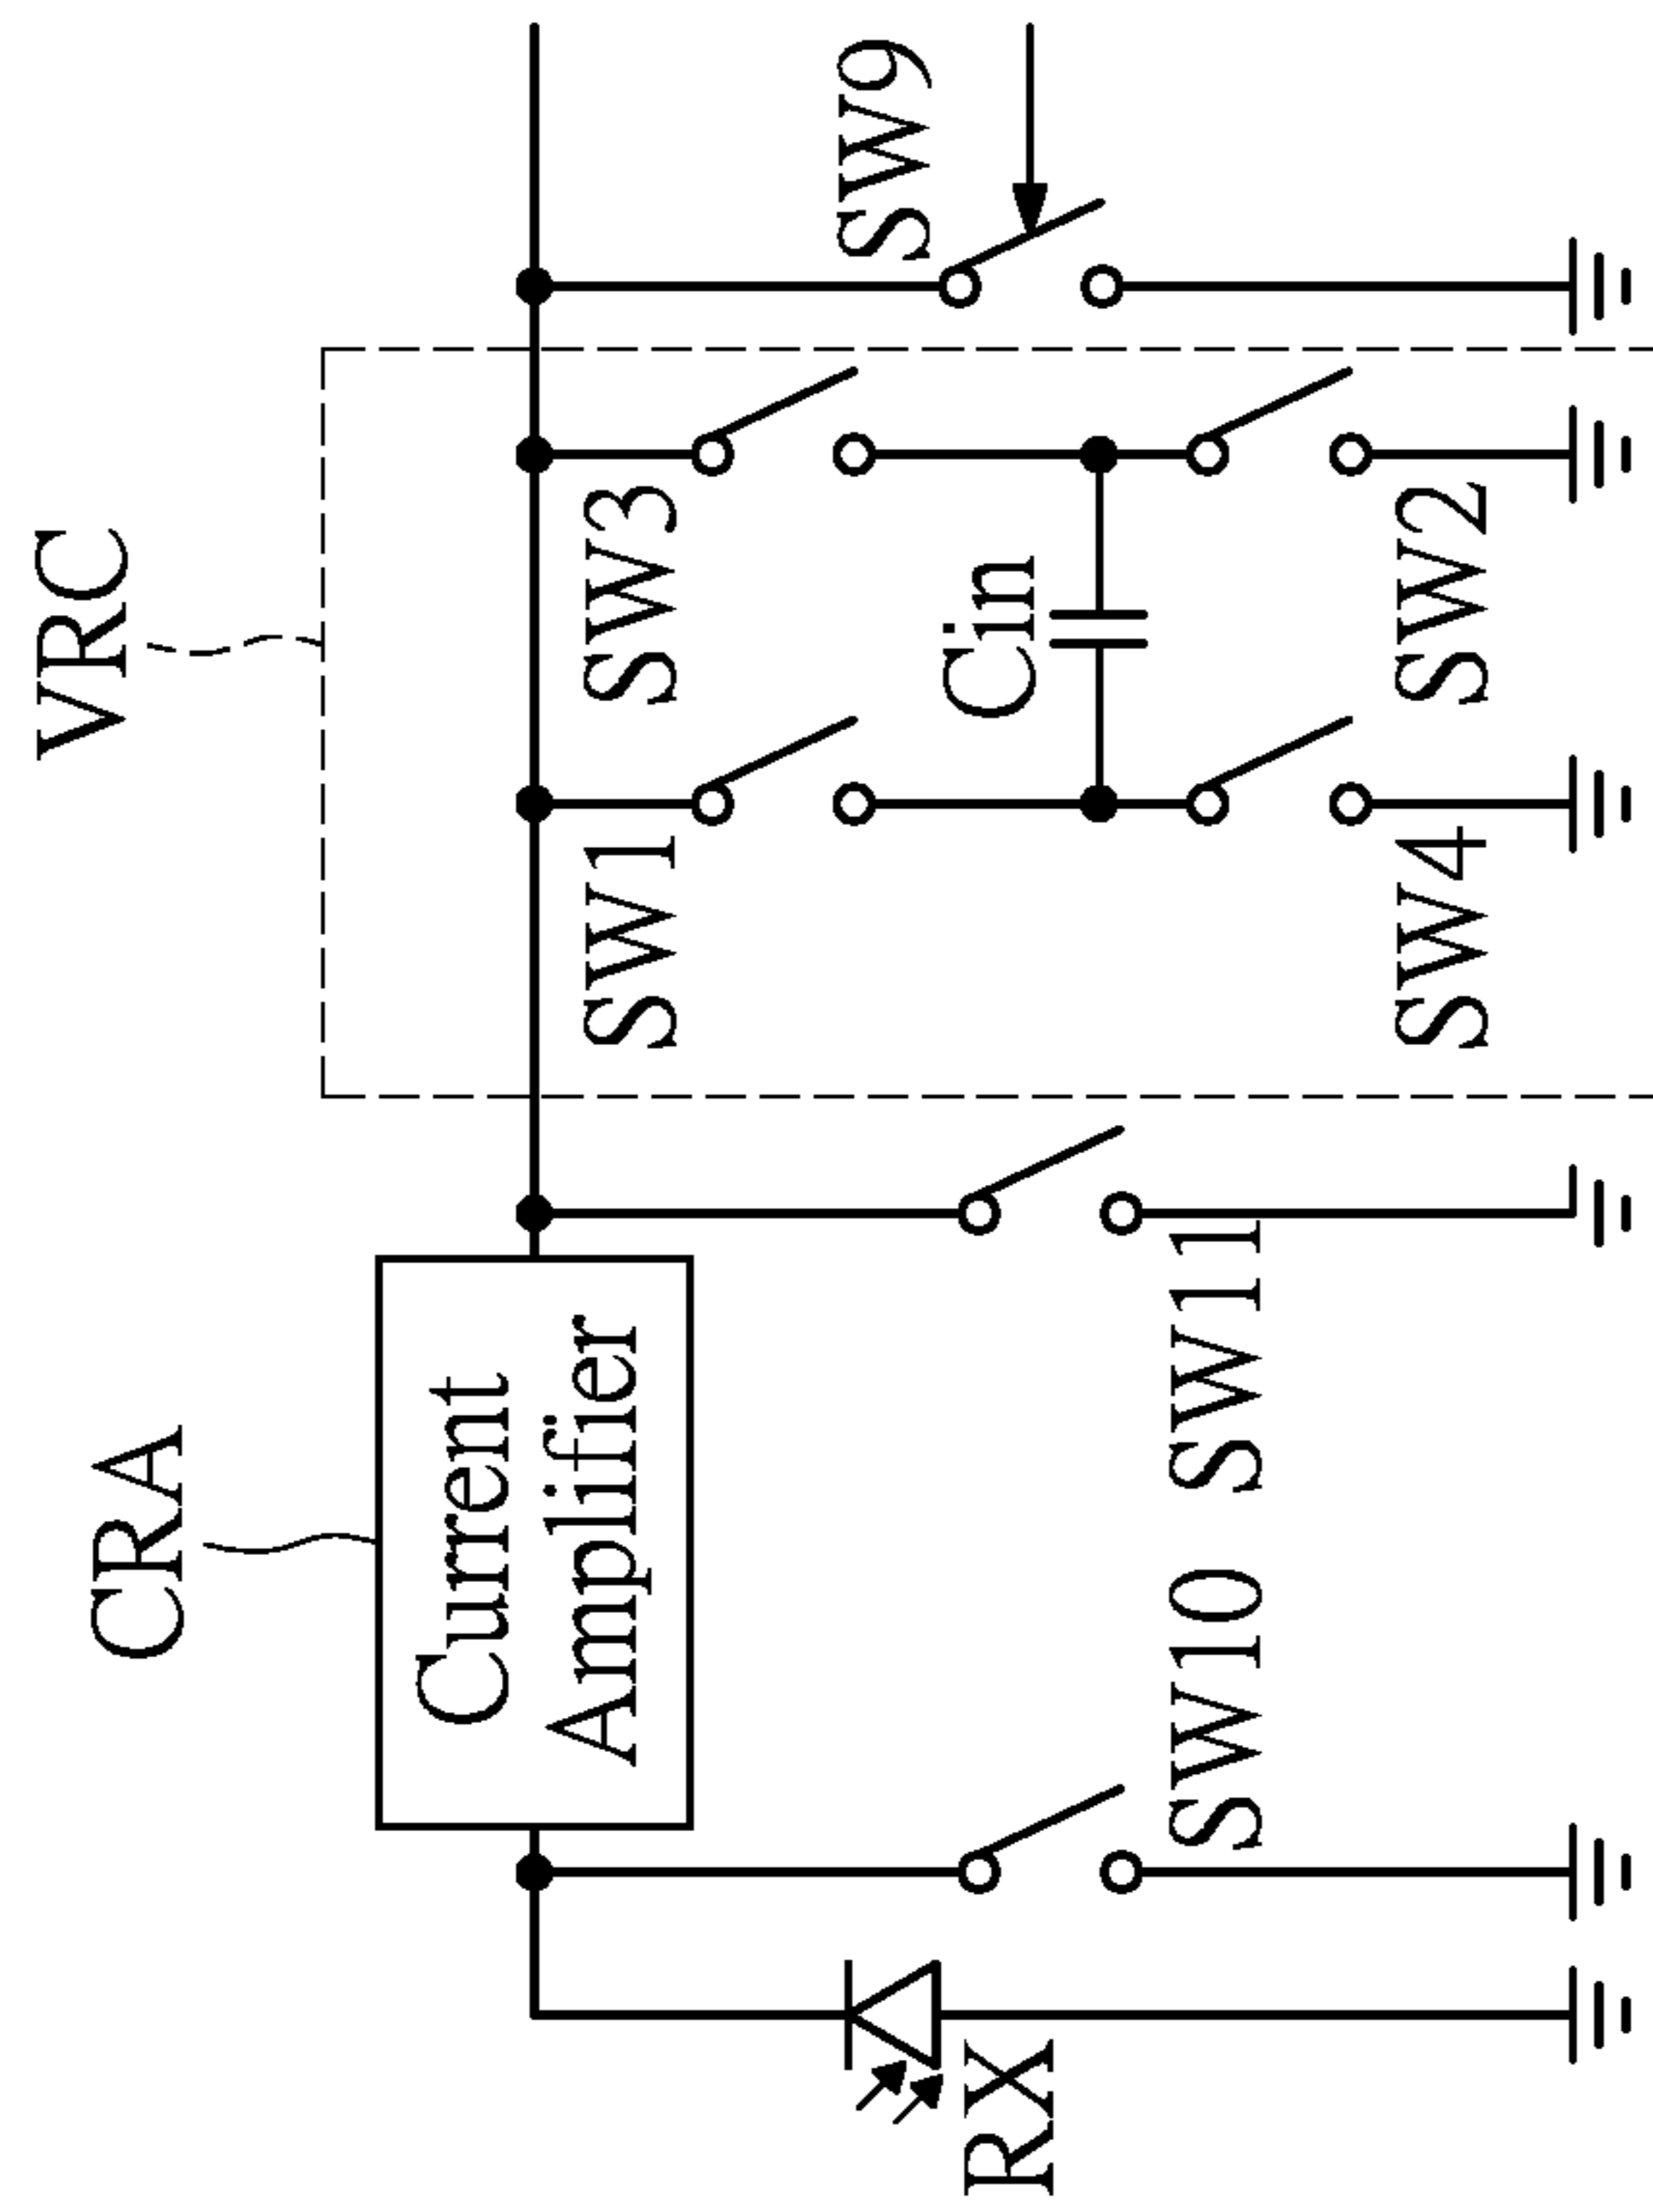 VRC
CRA
Current
Amplifier
SW1
SW3
SW9
Cin
RX
SW10
SW11
SW4
SW2